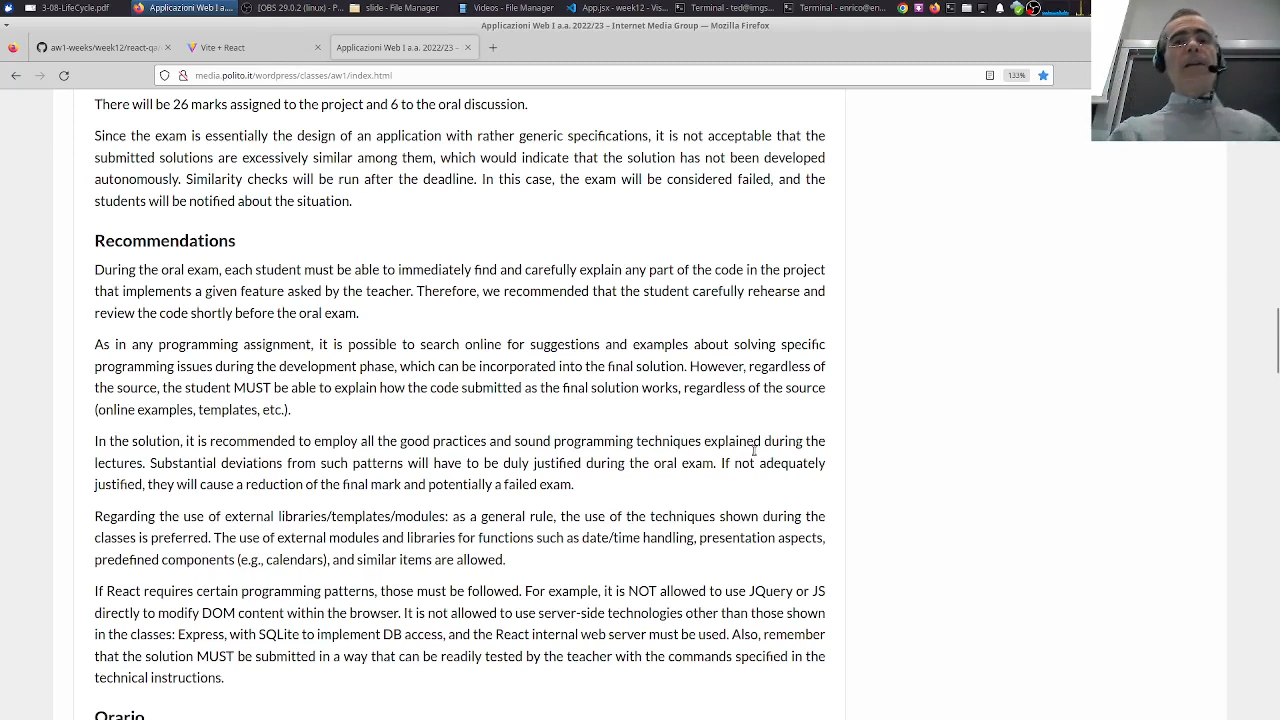 3-08-LifeCycle.pdf
Applicazioni Web I a.a....
[OBS 29.0.2 (linux) - P...
slide - File Manager
Videos - File Manager
App.jsx - week12 - Vis...
Terminal - ted@ings...
Terminal - enrico@en...
Applicazioni Web I a.a. 2022/23 – Internet Media Group — Mozilla Firefox
aw1-weeks/week12/react-qa
Vite + React
Applicazioni Web I a.a. 2022/23 –
media.polito.it/wordpress/classes/aw1/index.html
133%
There will be 26 marks assigned to the project and 6 to the oral discussion.
Since the exam is essentially the design of an application with rather generic specifications, it is not acceptable that the
submitted solutions are excessively similar among them, which would indicate that the solution has not been developed
autonomously. Similarity checks will be run after the deadline. In this case, the exam will be considered failed, and the
students will be notified about the situation.
Recommendations
During the oral exam, each student must be able to immediately find and carefully explain any part of the code in the project
that implements a given feature asked by the teacher. Therefore, we recommended that the student carefully rehearse and
review the code shortly before the oral exam.
As in any programming assignment, it is possible to search online for suggestions and examples about solving specific
programming issues during the development phase, which can be incorporated into the final solution. However, regardless of
the source, the student MUST be able to explain how the code submitted as the final solution works, regardless of the source
(online examples, templates, etc.).
In the solution, it is recommended to employ all the good practices and sound programming techniques explained during the
lectures. Substantial deviations from such patterns will have to be duly justified during the oral exam. If not adequately
justified, they will cause a reduction of the final mark and potentially a failed exam.
Regarding the use of external libraries/templates/modules: as a general rule, the use of the techniques shown during the
classes is preferred. The use of external modules and libraries for functions such as date/time handling, presentation aspects,
predefined components (e.g., calendars), and similar items are allowed.
If React requires certain programming patterns, those must be followed. For example, it is NOT allowed to use JQuery or JS
directly to modify DOM content within the browser. It is not allowed to use server-side technologies other than those shown
in the classes: Express, with SQLite to implement DB access, and the React internal web server must be used. Also, remember
that the solution MUST be submitted in a way that can be readily tested by the teacher with the commands specified in the
technical instructions.
Orario